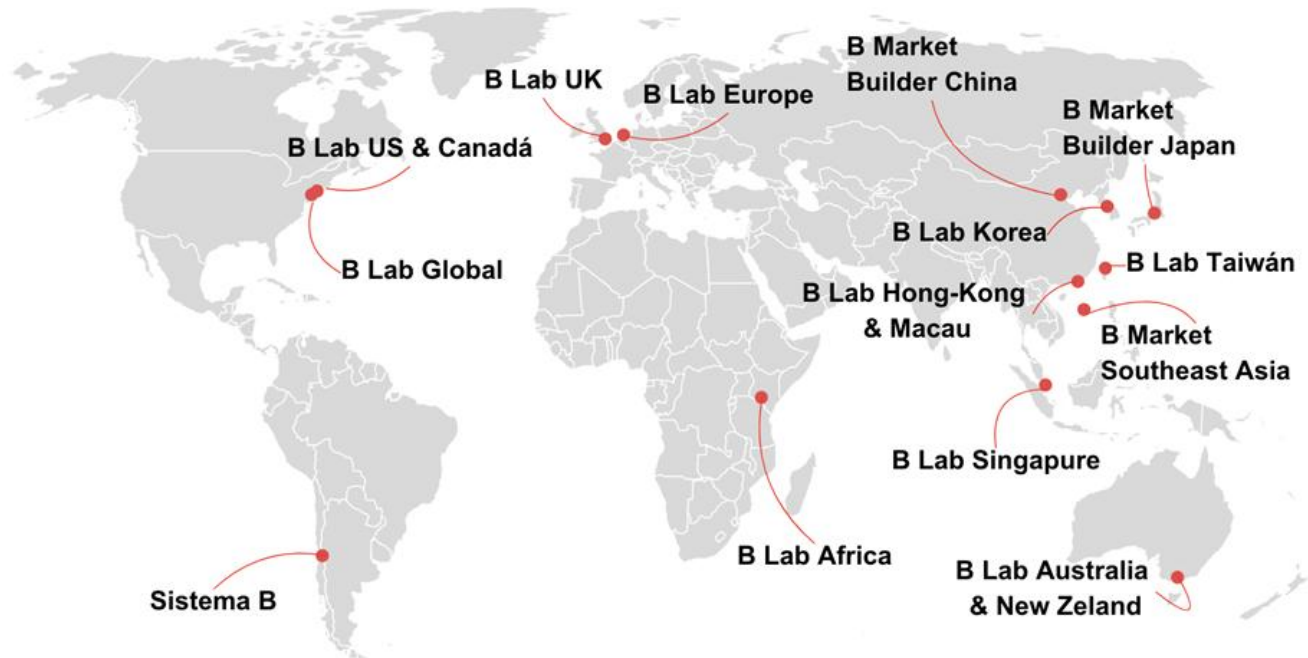 B Market
Builder China
B Lab UK
B Lab Europe
B Market
Builder Japan
B Lab US & Canadá
B Lab Korea
B Lab Global
B Lab Taiwán
B Lab Hong-Kong
& Macau
B Market
Southeast Asia
B Lab Singapure
B Lab Africa
B Lab Australia
& New Zeland
Sistema B